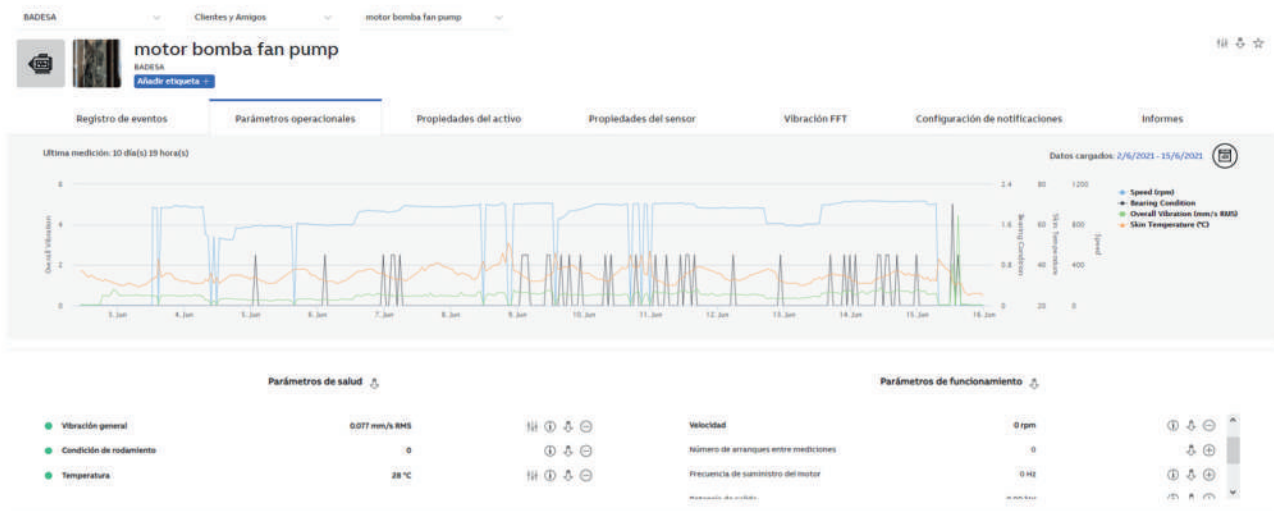 BADESA
Clientes y Amigos
motor bomba fan pump
motor bomba fan pump
BADESA
Añadir etiqueta +
Registro de eventos
Parámetros operacionales
Propiedades del activo
Propiedades del sensor
Vibración FFT
Configuración de notificaciones
Informes
Ultima medición: 10 día(s) 19 hora(s)
Datos cargados: 2/6/2021 - 15/6/2021
6 2.4 80 1200
4 1.6 60 800
2 0.8 40 400
0 0 20 0
Overall Vibration
Bearing Condition
Skin Temperature
Speed
Speed (rpm)
Bearing Condition
Overall Vibration (mm/s RMS)
Skin Temperature (°C)
3. Jun 4. Jun 5. Jun 6. Jun 7. Jun 8. Jun 9. Jun 10. Jun 11. Jun 12. Jun 13. Jun 14. Jun 15. Jun 16. Jun
Parámetros de salud
Vibración general 0.077 mm/s RMS
Condición de rodamiento 0
Temperatura 28 °C
Parámetros de funcionamiento
Velocidad 0 rpm
Número de arranques entre mediciones 0
Frecuencia de suministro del motor 0 Hz